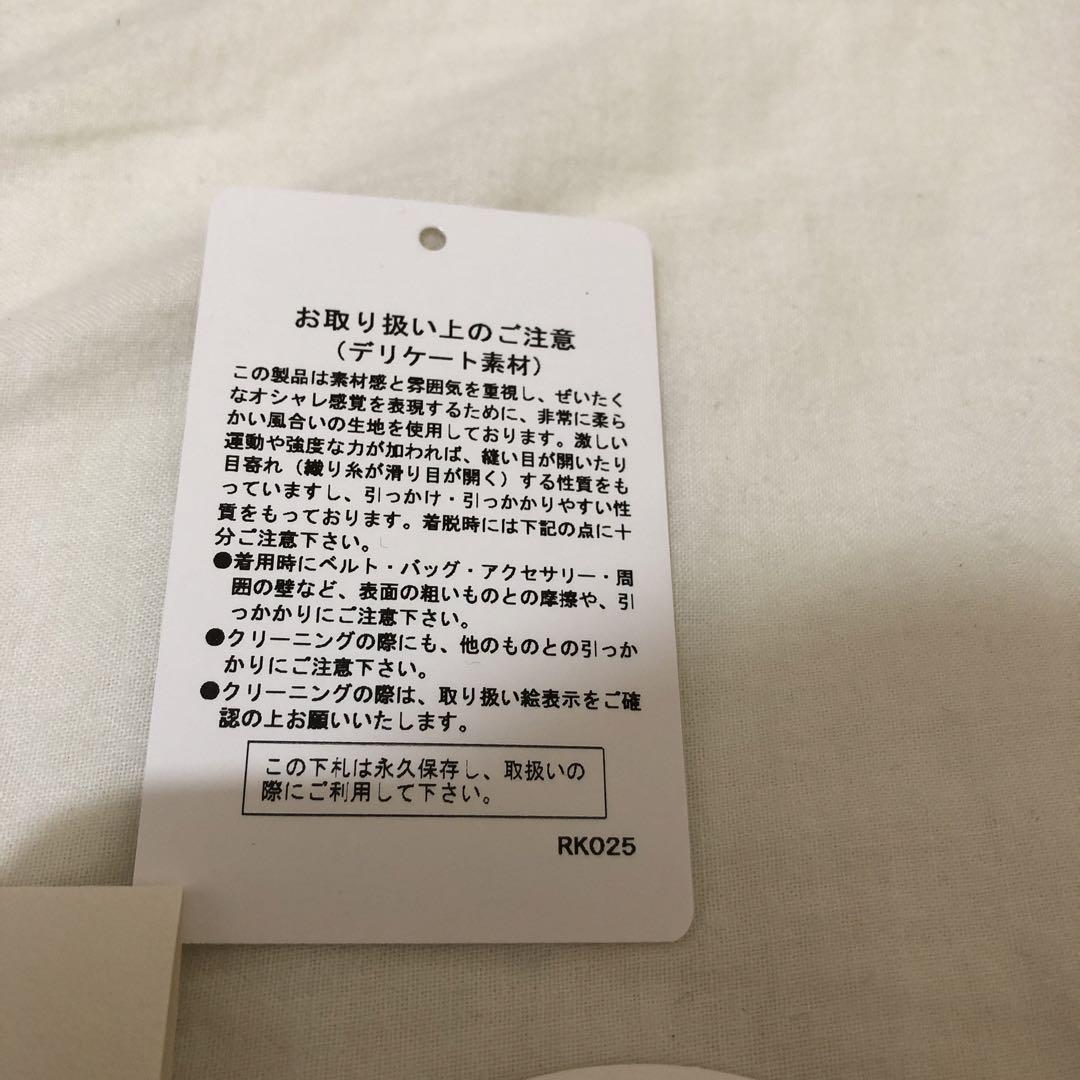 お取り扱い上のご注意
（デリケート素材）
この製品は素材感と雰囲気を重視し、ぜいたく
なオシャレ感覚を表現するために、非常に柔ら
かい風合いの生地を使用しております。激しい
運動や強度な力が加われば、縫い目が開いたり
目寄れ（織り糸が滑り目が開く）する性質をも
っていますし、引っかけ・引っかかりやすい性
質をもっております。着脱時には下記の点に十
分ご注意下さい。
●着用時にベルト・バッグ・アクセサリー・周
囲の壁など、表面の粗いものとの摩擦や、引
っかかりにご注意下さい。
●クリーニングの際にも、他のものとの引っか
かりにご注意下さい。
●クリーニングの際は、取り扱い絵表示をご確
認の上お願いいたします。
この下札は永久保存し、取扱いの
際にご利用して下さい。
RK025